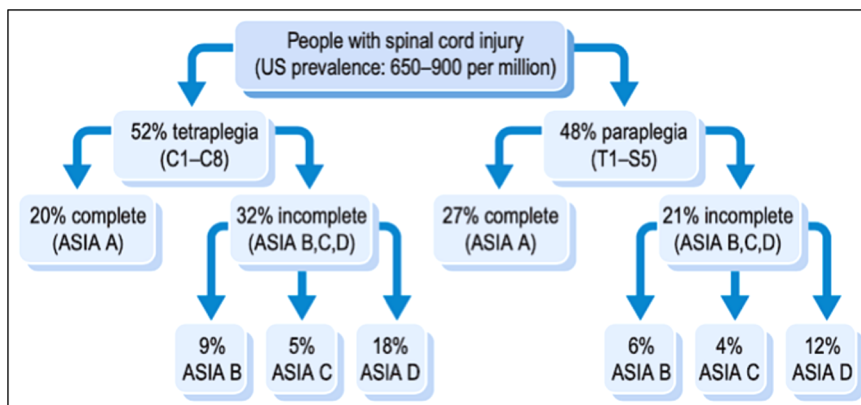 People with spinal cord injury
(US prevalence: 650–900 per million)
52% tetraplegia
(C1–C8)
48% paraplegia
(T1–S5)
20% complete
(ASIA A)
32% incomplete
(ASIA B,C,D)
27% complete
(ASIA A)
21% incomplete
(ASIA B,C,D)
9%
ASIA B
5%
ASIA C
18%
ASIA D
6%
ASIA B
4%
ASIA C
12%
ASIA D